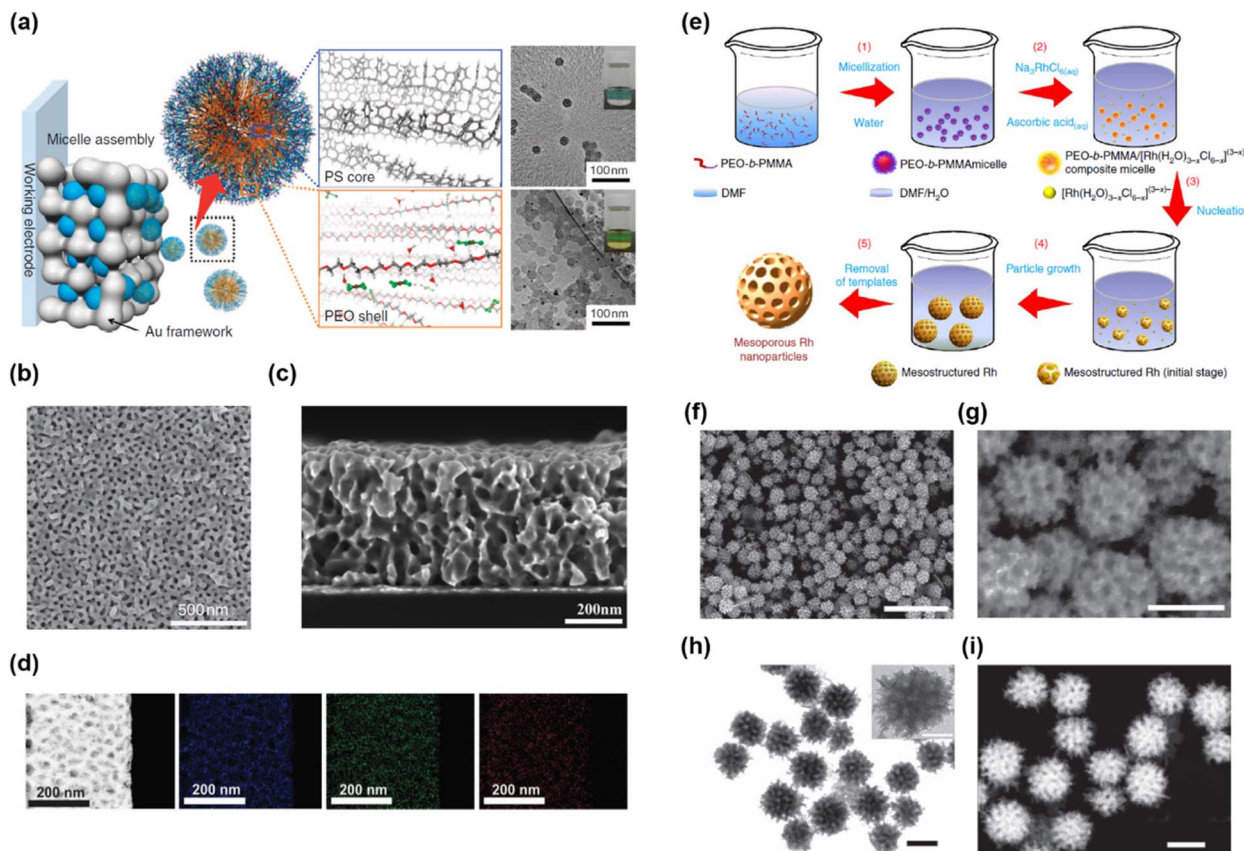 (a)
Working electrode
Micelle assembly
Au framework
PS core
PEO shell
100nm
100nm
(b)
500nm
(c)
200nm
(d)
200 nm
200 nm
200 nm
200 nm
(e)
(1)
Micellization
Water
(2)
Na3RhCl6(aq)
Ascorbic acid(aq)
PEO-b-PMMA
DMF
PEO-b-PMMAmicelle
DMF/H2O
PEO-b-PMMA/[Rh(H2O)3−xCl6−x](3−x)
composite micelle
[Rh(H2O)3−xCl6−x](3−x)−
(3)
Nucleation
(4)
Particle growth
(5)
Removal
of templates
Mesoporous Rh
nanoparticles
Mesostructured Rh
Mesostructured Rh (initial stage)
(f)
(g)
(h)
(i)